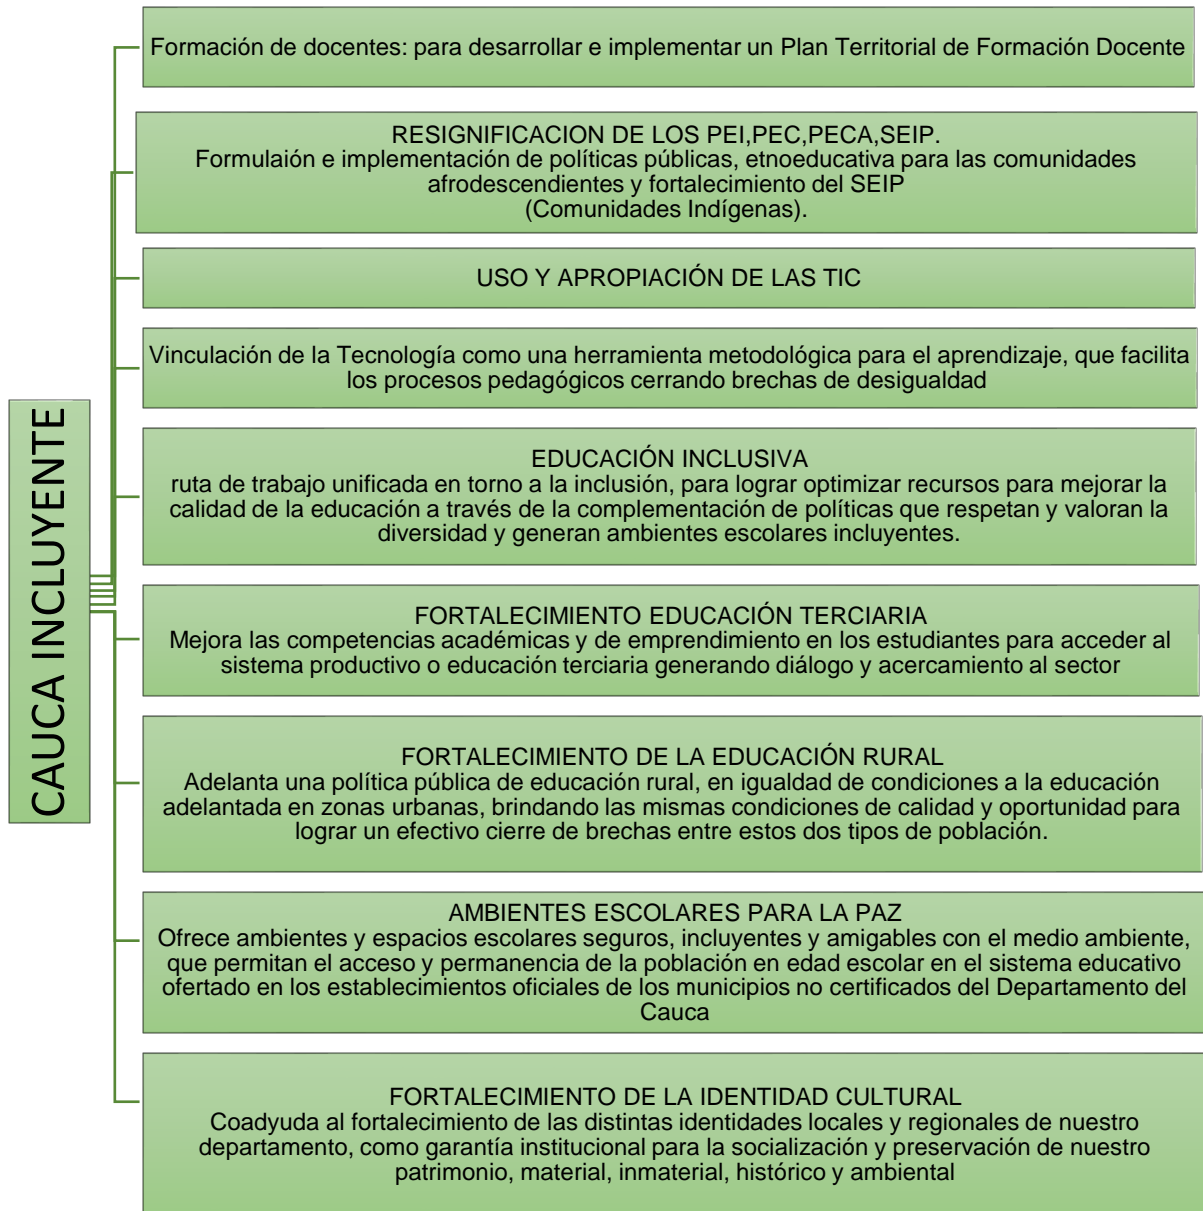 CAUCA INCLUYENTE
Formación de docentes: para desarrollar e implementar un Plan Territorial de Formación Docente
RESIGNIFICACION DE LOS PEI,PEC,PECA,SEIP.
Formulaión e implementación de políticas públicas, etnoeducativa para las comunidades
afrodescendientes y fortalecimiento del SEIP
(Comunidades Indígenas).
USO Y APROPIACIÓN DE LAS TIC
Vinculación de la Tecnología como una herramienta metodológica para el aprendizaje, que facilita
los procesos pedagógicos cerrando brechas de desigualdad
EDUCACIÓN INCLUSIVA
ruta de trabajo unificada en torno a la inclusión, para lograr optimizar recursos para mejorar la
calidad de la educación a través de la complementación de políticas que respetan y valoran la
diversidad y generan ambientes escolares incluyentes.
FORTALECIMIENTO EDUCACIÓN TERCIARIA
Mejora las competencias académicas y de emprendimiento en los estudiantes para acceder al
sistema productivo o educación terciaria generando diálogo y acercamiento al sector
FORTALECIMIENTO DE LA EDUCACIÓN RURAL
Adelanta una política pública de educación rural, en igualdad de condiciones a la educación
adelantada en zonas urbanas, brindando las mismas condiciones de calidad y oportunidad para
lograr un efectivo cierre de brechas entre estos dos tipos de población.
AMBIENTES ESCOLARES PARA LA PAZ
Ofrece ambientes y espacios escolares seguros, incluyentes y amigables con el medio ambiente,
que permitan el acceso y permanencia de la población en edad escolar en el sistema educativo
ofertado en los establecimientos oficiales de los municipios no certificados del Departamento del
Cauca
FORTALECIMIENTO DE LA IDENTIDAD CULTURAL
Coadyuda al fortalecimiento de las distintas identidades locales y regionales de nuestro
departamento, como garantía institucional para la socialización y preservación de nuestro
patrimonio, material, inmaterial, histórico y ambiental